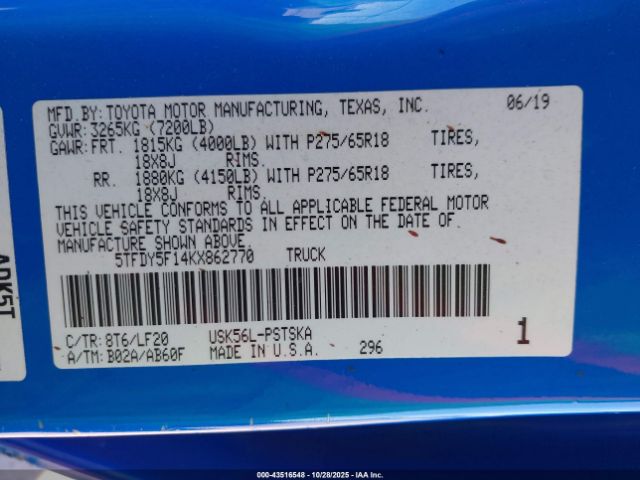 MFD.BY:TOYOTA MOTOR MANUFACTURING, TEXAS, INC. 06/19
GVWR:3265KG (7200LB)
GAWR:FRT. 1815KG (4000LB) WITH P275/65R18 TIRES,
18X8J RIMS.
RR. 1880KG (4150LB) WITH P275/65R18 TIRES,
18X8J RIMS.
THIS VEHICLE CONFORMS TO ALL APPLICABLE FEDERAL MOTOR
VEHICLE SAFETY STANDARDS IN EFFECT ON THE DATE OF
MANUFACTURE SHOWN ABOVE.
5TFDY5F14KX862770 TRUCK
C/TR:8T6/LF20 USK56L-PSTSKA
A/TM:B02A/AB60F MADE IN U.S.A. 296
1
ADK5T
000-43516548 - 10/28/2025 - IAA Inc.